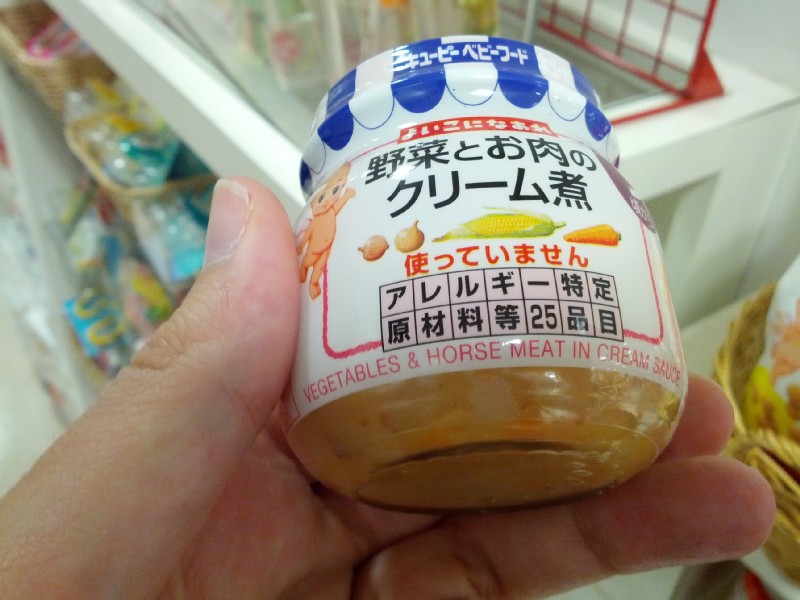 キューピーベビーフード
よいこになあれ
野菜とお肉の
クリーム煮
使っていません
アレルギー特定
原材料等25品目
VEGETABLES & HORSE MEAT IN CREAM SAUCE